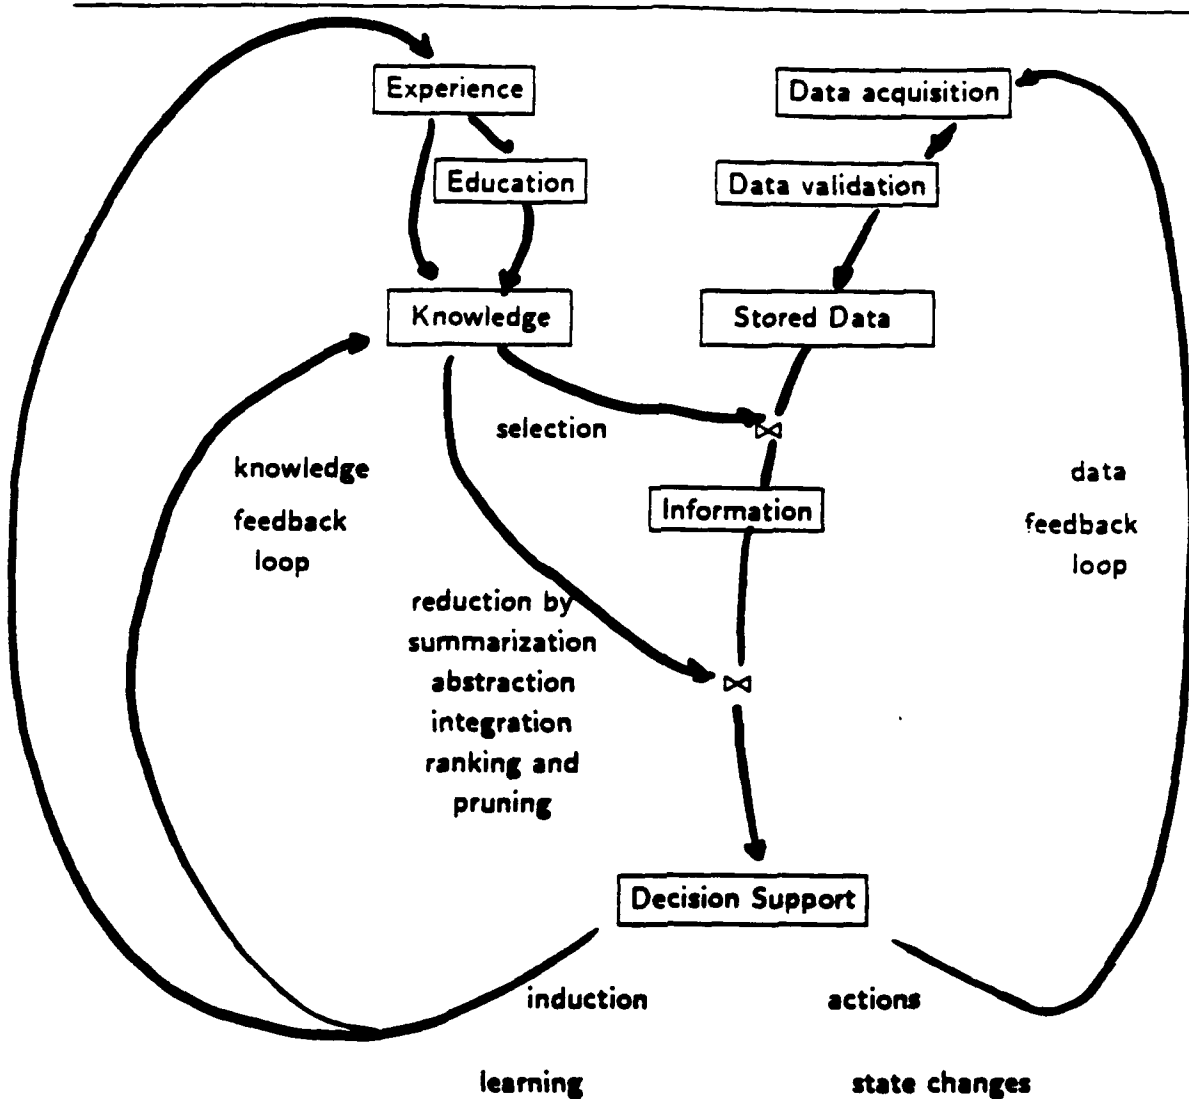 Experience
Data acquisition
Education
Data validation
Knowledge
Stored Data
selection
knowledge
feedback
loop
data
feedback
loop
Information
reduction by
summarization
abstraction
integration
ranking and
pruning
Decision Support
induction
actions
learning
state changes